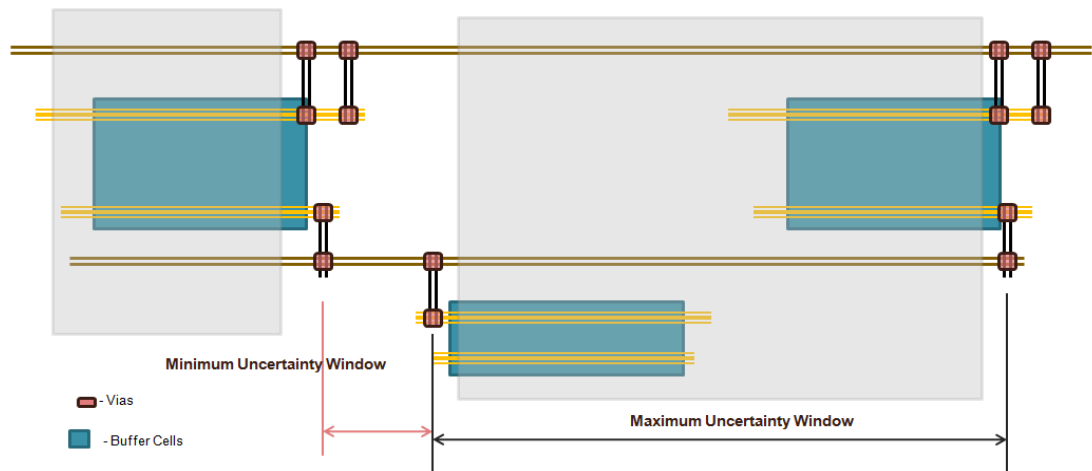 Minimum Uncertainty Window
Maximum Uncertainty Window
- Vias
- Buffer Cells